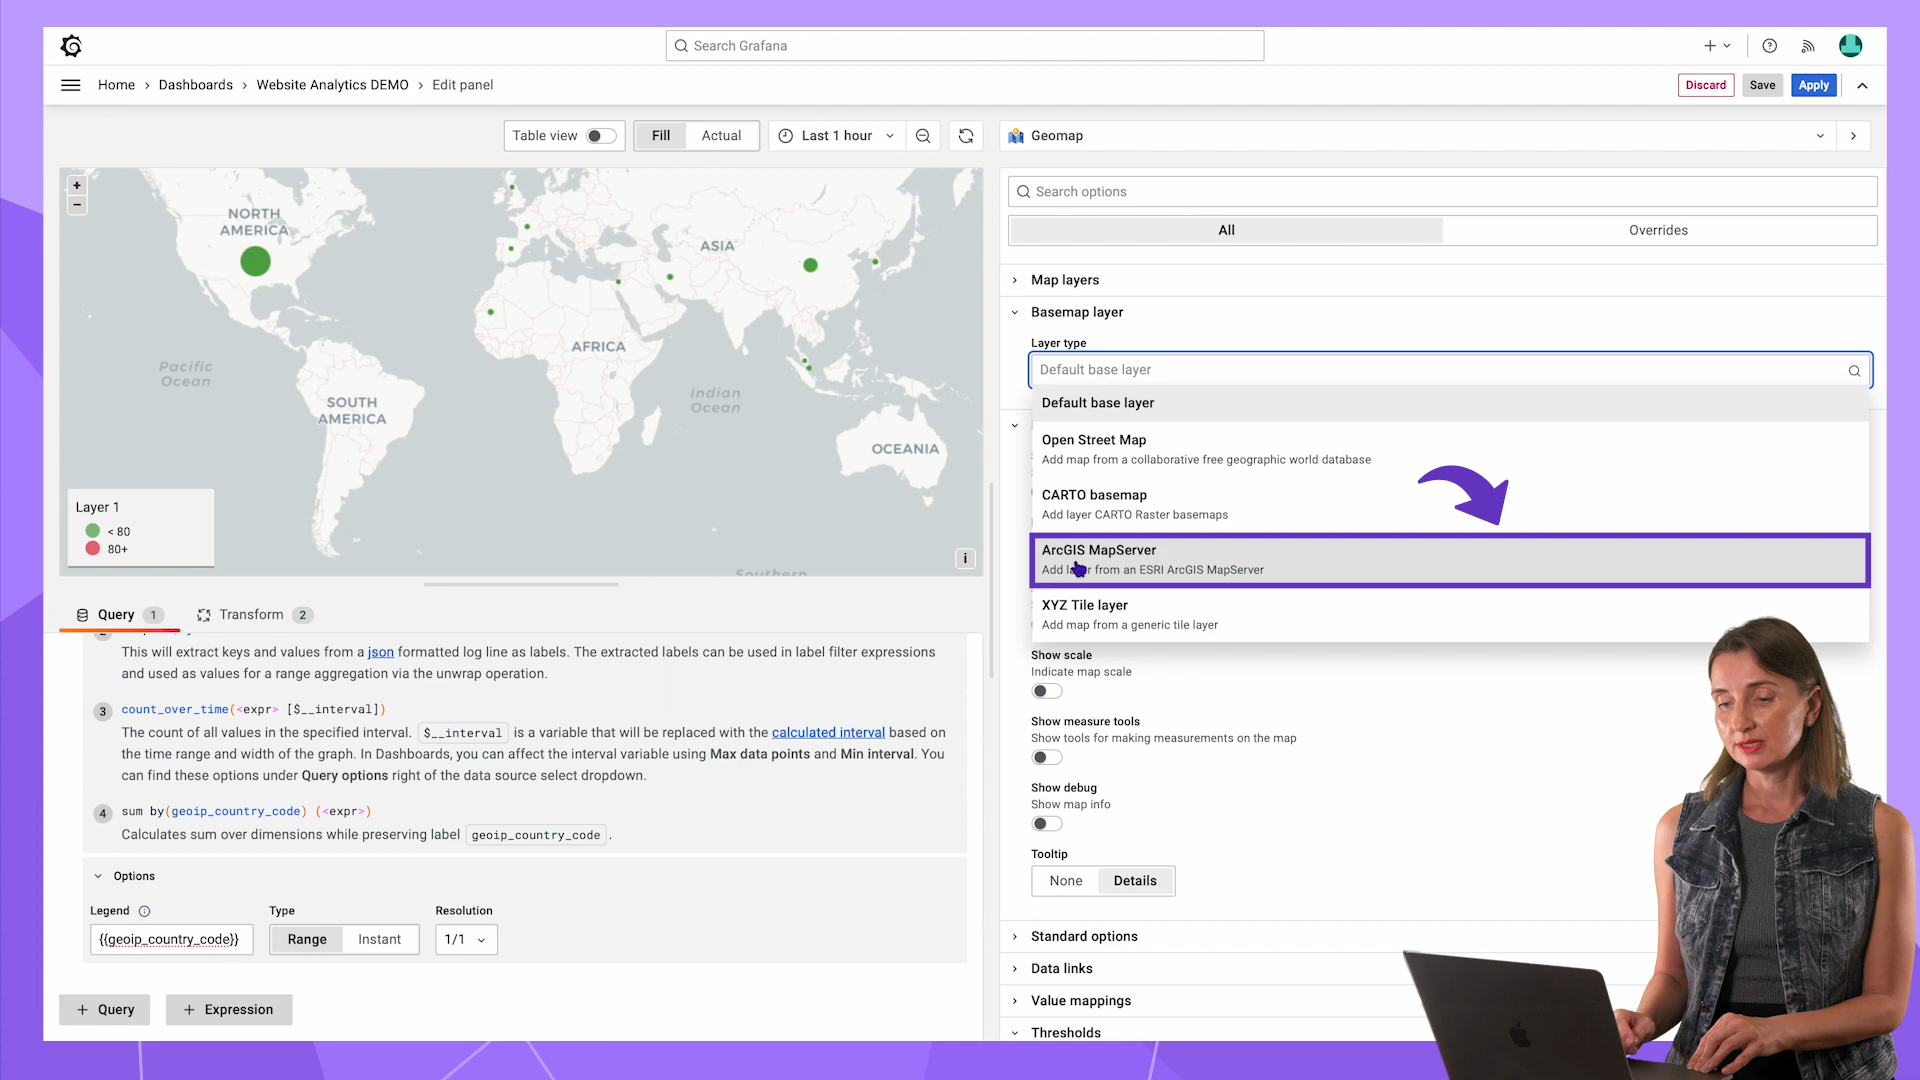 Search Grafana
Home › Dashboards › Website Analytics DEMO › Edit panel
Discard
Save
Apply
Table view
Fill
Actual
Last 1 hour
Geomap
Search options
All
Overrides
Map layers
Basemap layer
Layer type
Default base layer
Default base layer
Open Street Map
Add map from a collaborative free geographic world database
CARTO basemap
Add layer CARTO Raster basemaps
ArcGIS MapServer
Add layer from an ESRI ArcGIS MapServer
XYZ Tile layer
Add map from a generic tile layer
Show scale
Indicate map scale
Show measure tools
Show tools for making measurements on the map
Show debug
Show map info
Tooltip
None
Details
Standard options
Data links
Value mappings
Thresholds
+
−
NORTH
AMERICA
ASIA
AFRICA
Pacific
Ocean
Indian
Ocean
SOUTH
AMERICA
OCEANIA
Southern
Layer 1
< 80
80+
i
Query 1
Transform 2
This will extract keys and values from a json formatted log line as labels. The extracted labels can be used in label filter expressions
and used as values for a range aggregation via the unwrap operation.
3 count_over_time(<expr> [$__interval])
The count of all values in the specified interval. $__interval is a variable that will be replaced with the calculated interval based on
the time range and width of the graph. In Dashboards, you can affect the interval variable using Max data points and Min interval. You
can find these options under Query options right of the data source select dropdown.
4 sum by(geoip_country_code) (<expr>)
Calculates sum over dimensions while preserving label geoip_country_code .
Options
Legend
Type
Resolution
{{geoip_country_code}}
Range
Instant
1/1
+ Query
+ Expression